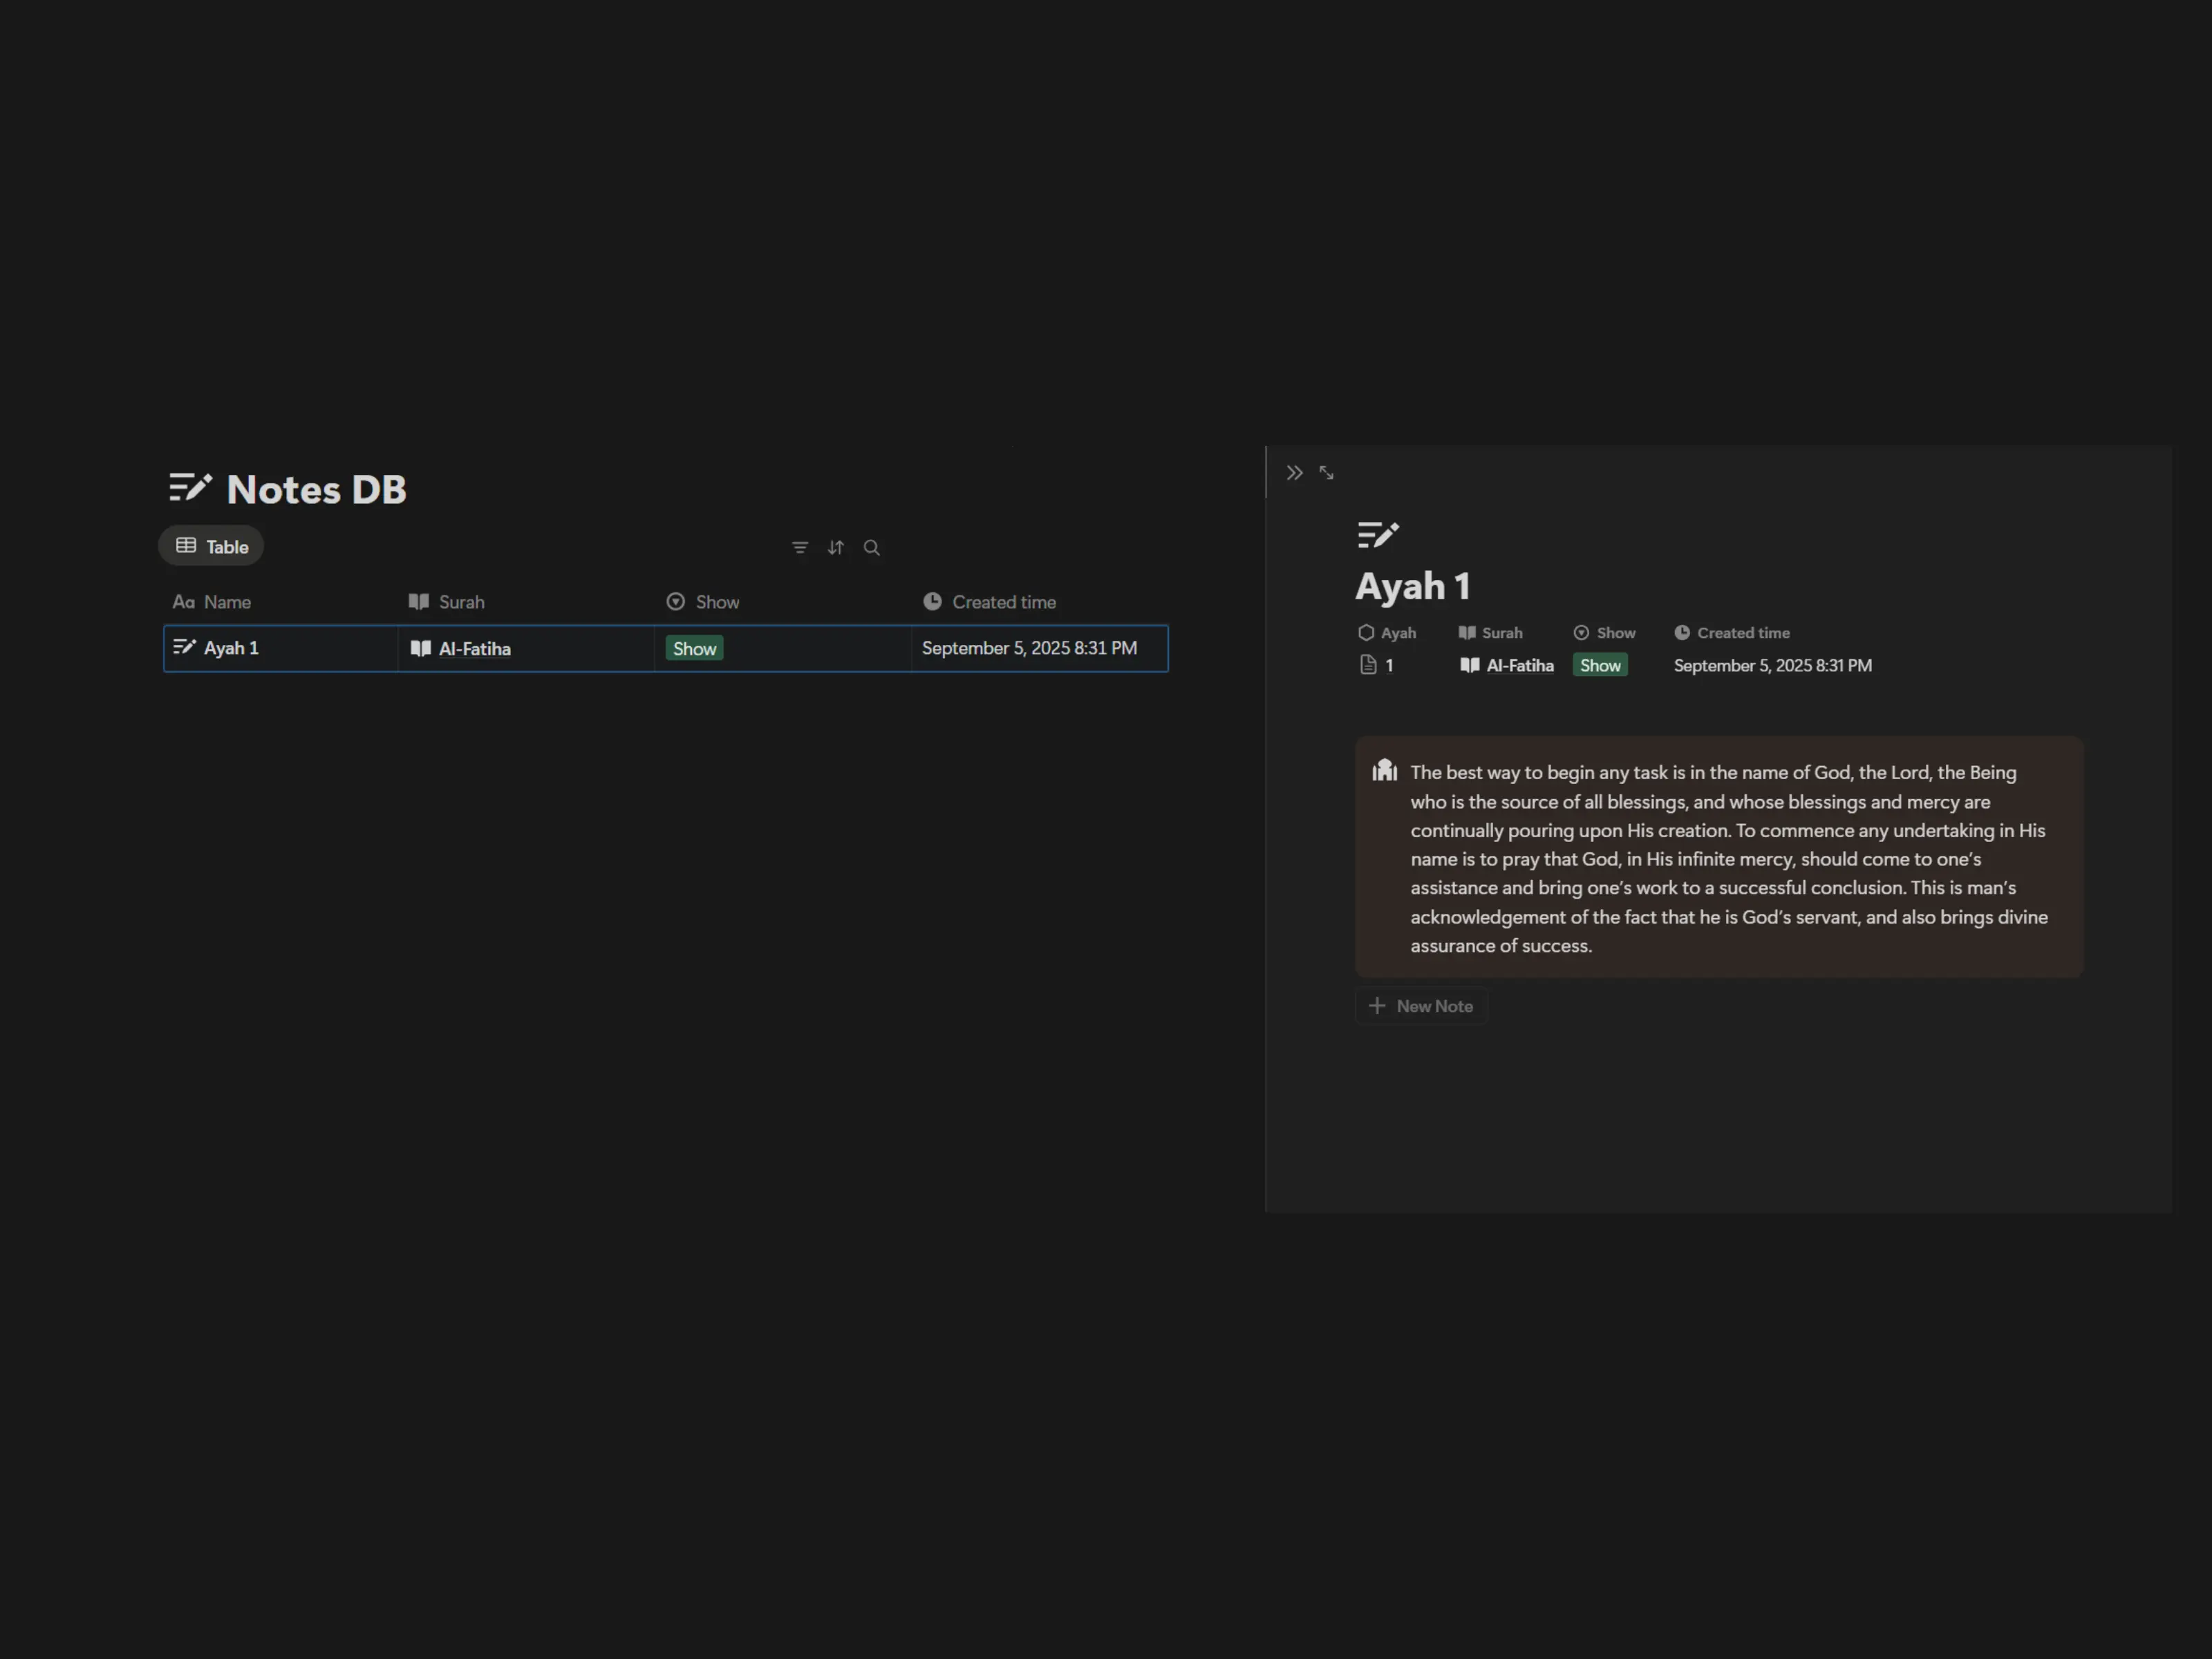 Notes DB
Table
Aa Name Surah Show Created time
Ayah 1 Al-Fatiha Show September 5, 2025 8:31 PM
Ayah 1
Ayah Surah Show Created time
1 Al-Fatiha Show September 5, 2025 8:31 PM
The best way to begin any task is in the name of God, the Lord, the Being
who is the source of all blessings, and whose blessings and mercy are
continually pouring upon His creation. To commence any undertaking in His
name is to pray that God, in His infinite mercy, should come to one’s
assistance and bring one’s work to a successful conclusion. This is man’s
acknowledgement of the fact that he is God’s servant, and also brings divine
assurance of success.
New Note